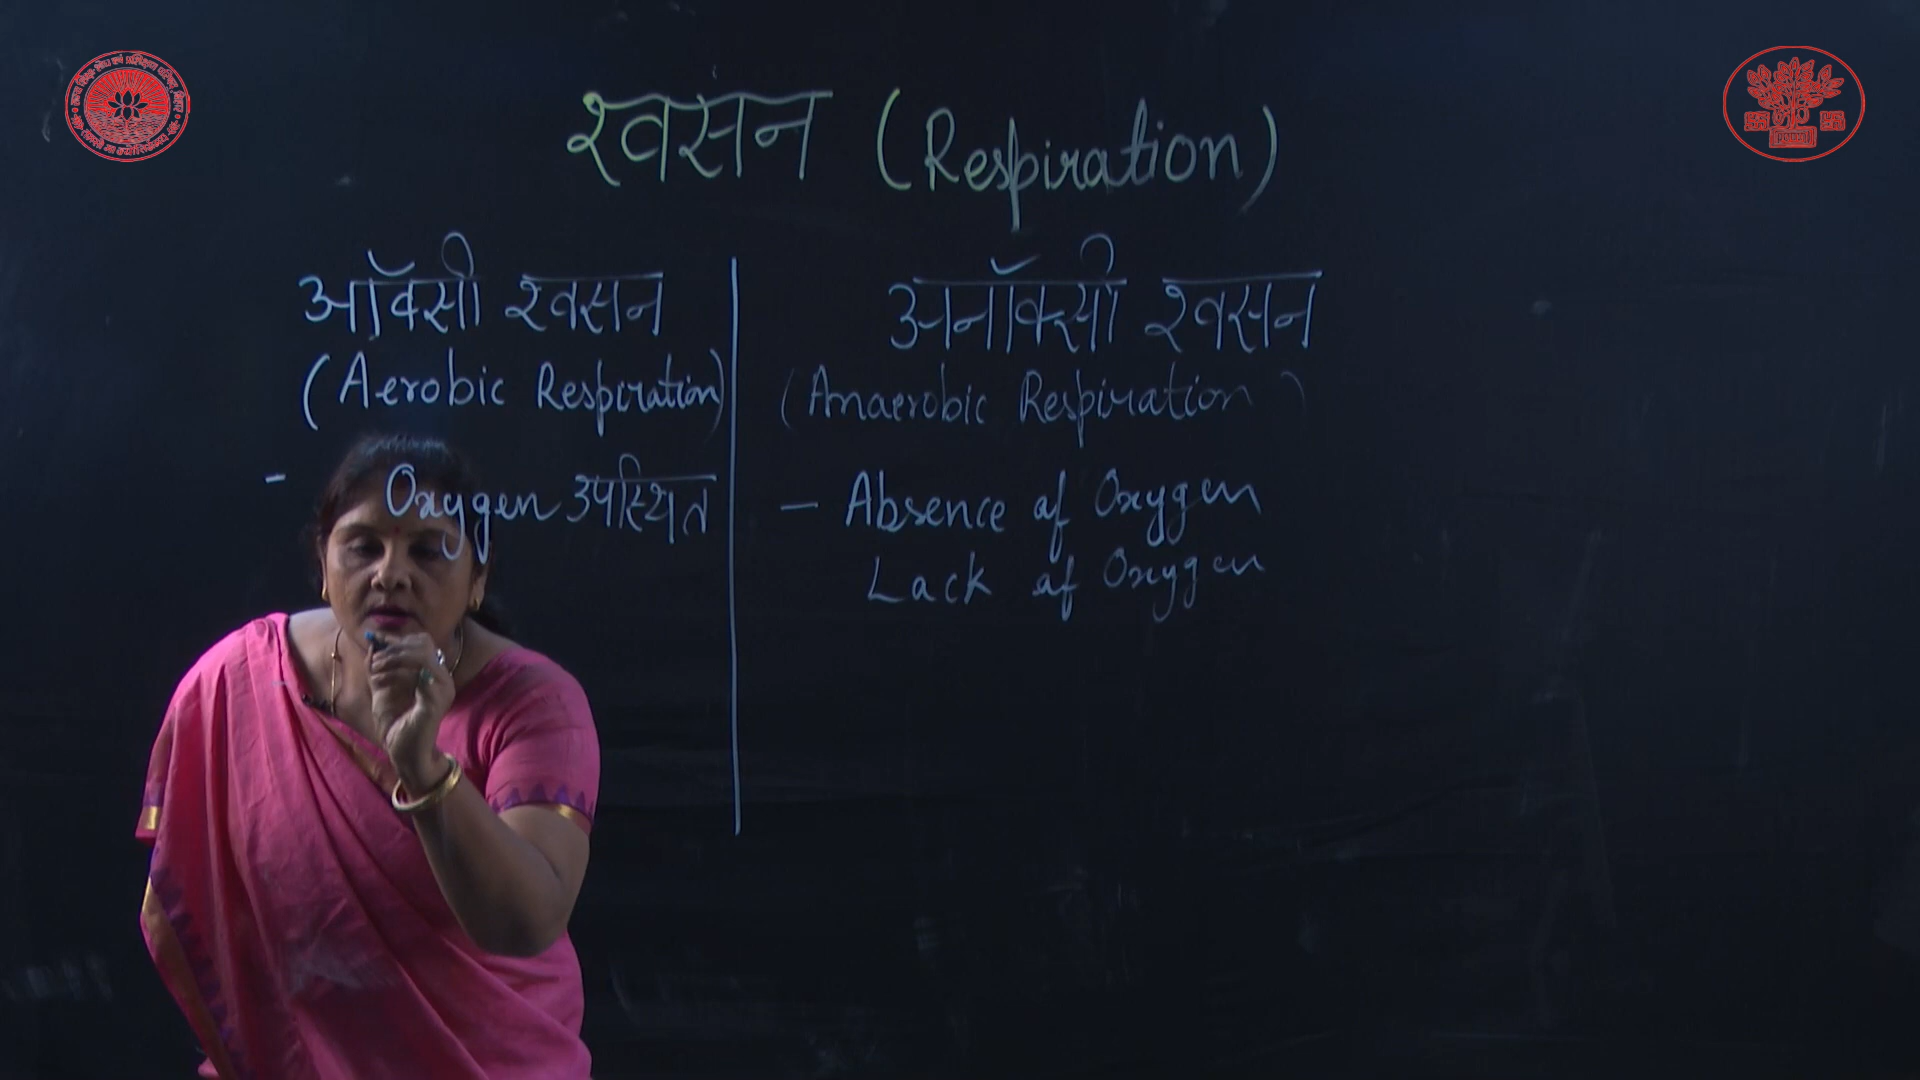 श्वसन (Respiration)
ऑक्सी श्वसन
(Aerobic Respiration)
- Oxygen उपस्थित
अनॉक्सी श्वसन
(Anaerobic Respiration)
- Absence of Oxygen
Lack of Oxygen